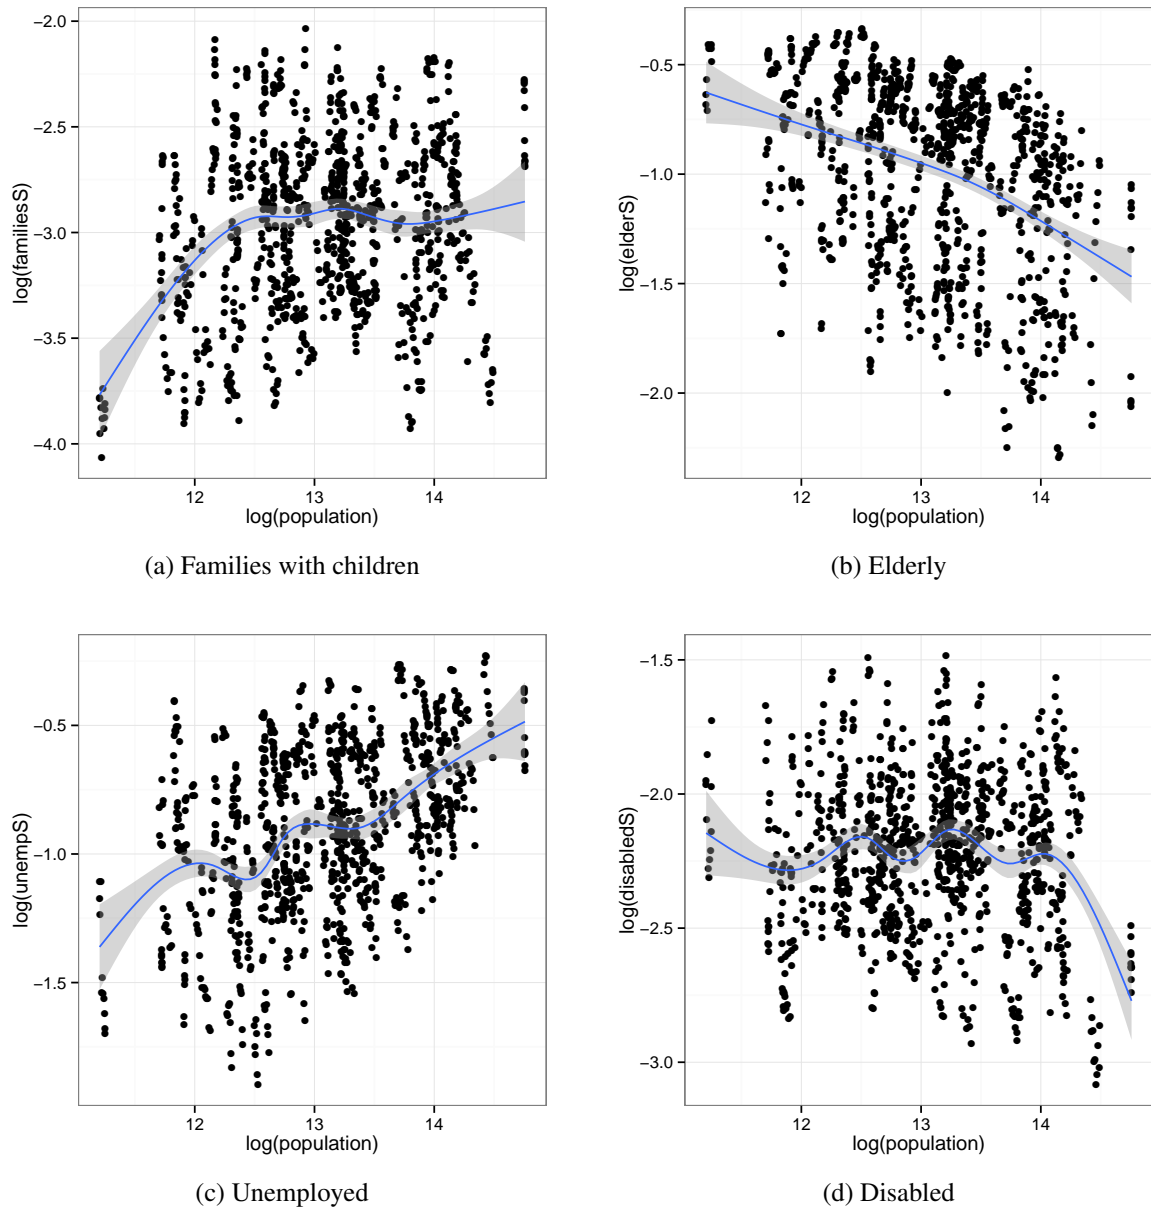 −2.0
−2.5
−3.0
−3.5
−4.0
log(familiesS)
12 13 14
log(population)
(a) Families with children
−0.5
−1.0
−1.5
−2.0
log(elderS)
12 13 14
log(population)
(b) Elderly
−0.5
−1.0
−1.5
log(unempS)
12 13 14
log(population)
(c) Unemployed
−1.5
−2.0
−2.5
−3.0
log(disabledS)
12 13 14
log(population)
(d) Disabled